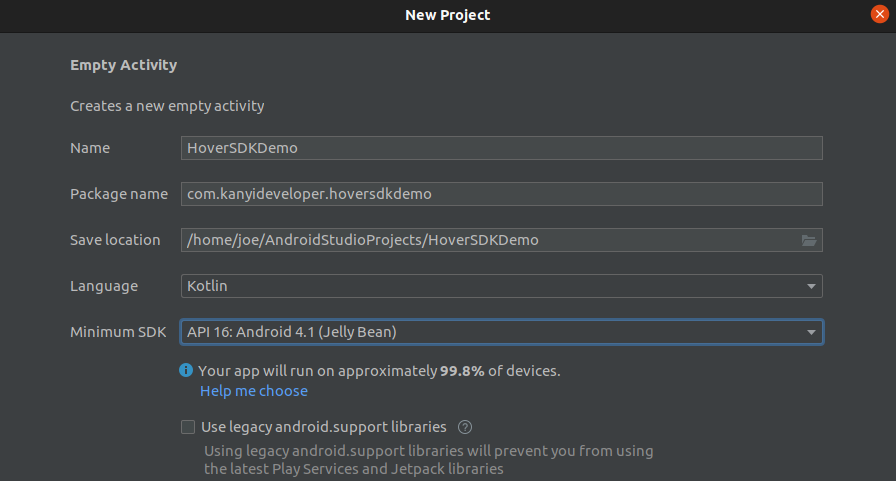 New Project
Empty Activity
Creates a new empty activity
Name HoverSDKDemo
Package name com.kanyideveloper.hoversdkdemo
Save location /home/joe/AndroidStudioProjects/HoverSDKDemo
Language Kotlin
Minimum SDK API 16: Android 4.1 (Jelly Bean)
Your app will run on approximately 99.8% of devices.
Help me choose
Use legacy android.support libraries
Using legacy android.support libraries will prevent you from using
the latest Play Services and Jetpack libraries